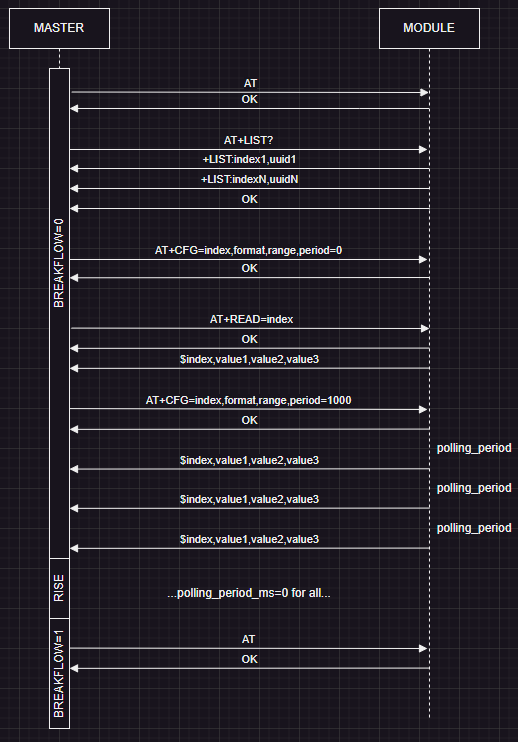 MASTER
MODULE
AT
OK
AT+LIST?
+LIST:index1,uuid1
+LIST:indexN,uuidN
OK
BREAKFLOW=0
AT+CFG=index,format,range,period=0
OK
AT+READ=index
OK
$index,value1,value2,value3
AT+CFG=index,format,range,period=1000
OK
polling_period
$index,value1,value2,value3
polling_period
$index,value1,value2,value3
polling_period
$index,value1,value2,value3
RISE
...polling_period_ms=0 for all...
BREAKFLOW=1
AT
OK